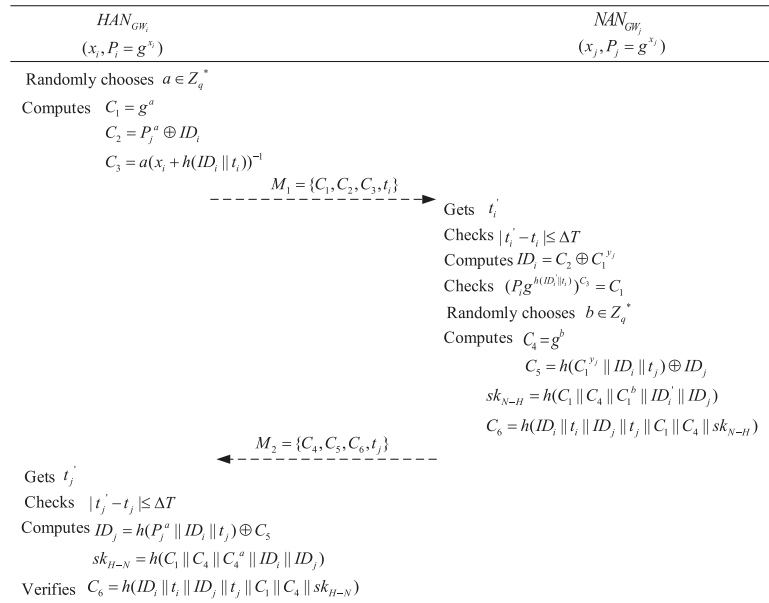 HAN_{GW_i} NAN_{GW_j}
(x_i, P_i = g^{x_i}) (x_j, P_j = g^{x_j})
Randomly chooses a ∈ Z_q^*
Computes C_1 = g^a
C_2 = P_j^a ⊕ ID_i
C_3 = a(x_i + h(ID_i || t_i))^{-1}
M_1 = {C_1, C_2, C_3, t_i}
Gets t_i'
Checks | t_i' - t_i | ≤ ΔT
Computes ID_i = C_2 ⊕ C_1^{y_j}
Checks (P_i g^{h(ID_i' || t_i)})^{C_3} = C_1
Randomly chooses b ∈ Z_q^*
Computes C_4 = g^b
C_5 = h(C_1^{y_j} || ID_i || t_j) ⊕ ID_j
sk_{N-H} = h(C_1 || C_4 || C_1^b || ID_i' || ID_j)
C_6 = h(ID_i || t_i || ID_j || t_j || C_1 || C_4 || sk_{N-H})
M_2 = {C_4, C_5, C_6, t_j}
Gets t_j'
Checks | t_j' - t_j | ≤ ΔT
Computes ID_j = h(P_j^a || ID_i || t_j) ⊕ C_5
sk_{H-N} = h(C_1 || C_4 || C_4^a || ID_i || ID_j)
Verifies C_6 = h(ID_i || t_i || ID_j || t_j || C_1 || C_4 || sk_{H-N})